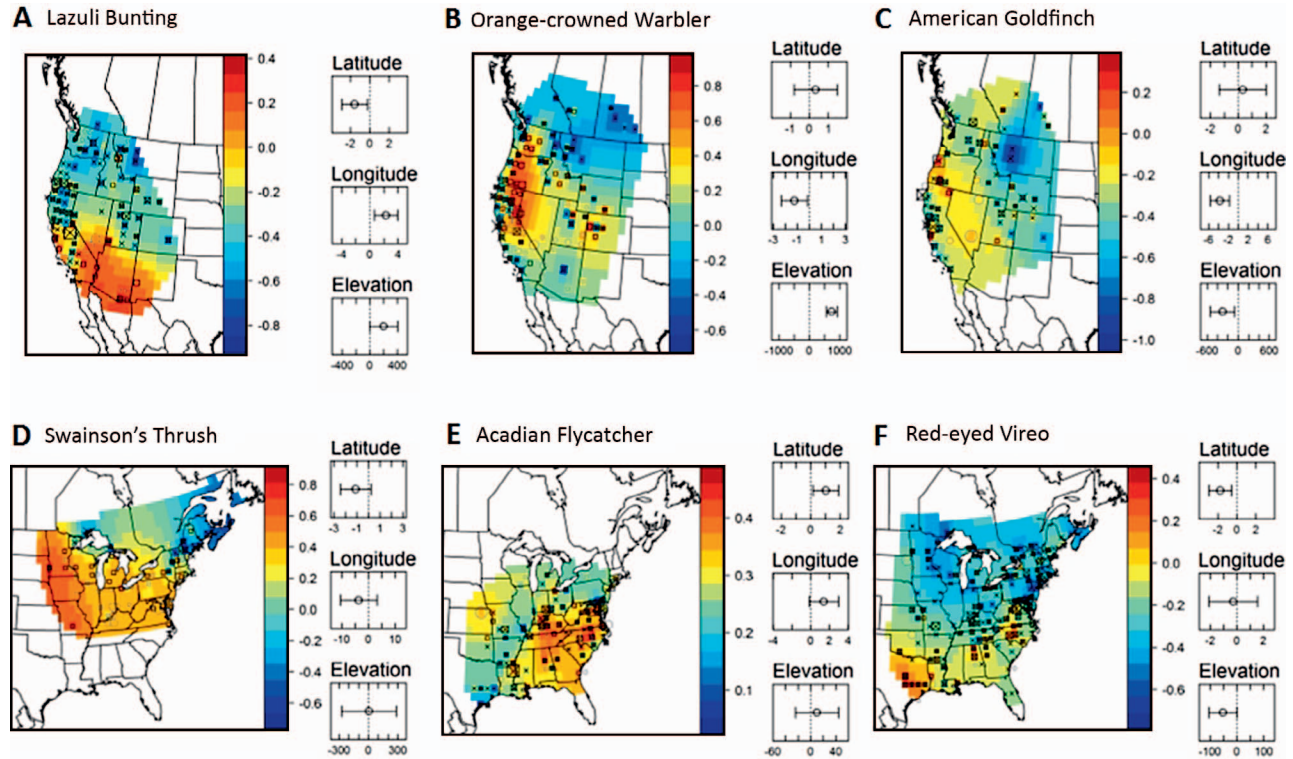 A Lazuli Bunting
0.4
0.2
0.0
-0.2
-0.4
-0.6
-0.8
Latitude
-2 0 2
Longitude
-4 0 4
Elevation
-400 0 400
B Orange-crowned Warbler
0.8
0.6
0.4
0.2
0.0
-0.2
-0.4
-0.6
Latitude
-1 0 1
Longitude
-3 -1 1 3
Elevation
-1000 0 1000
C American Goldfinch
0.2
0.0
-0.2
-0.4
-0.6
-0.8
-1.0
Latitude
-2 0 2
Longitude
-6 -2 2 6
Elevation
-600 0 600
D Swainson's Thrush
0.8
0.6
0.4
0.2
0.0
-0.2
-0.4
-0.6
Latitude
-3 -1 1 3
Longitude
-10 0 10
Elevation
-300 0 300
E Acadian Flycatcher
0.4
0.3
0.2
0.1
Latitude
-2 0 2
Longitude
-4 0 4
Elevation
-60 0 40
F Red-eyed Vireo
0.4
0.2
0.0
-0.2
-0.4
-0.6
Latitude
-2 0 2
Longitude
-2 0 2
Elevation
-100 0 100